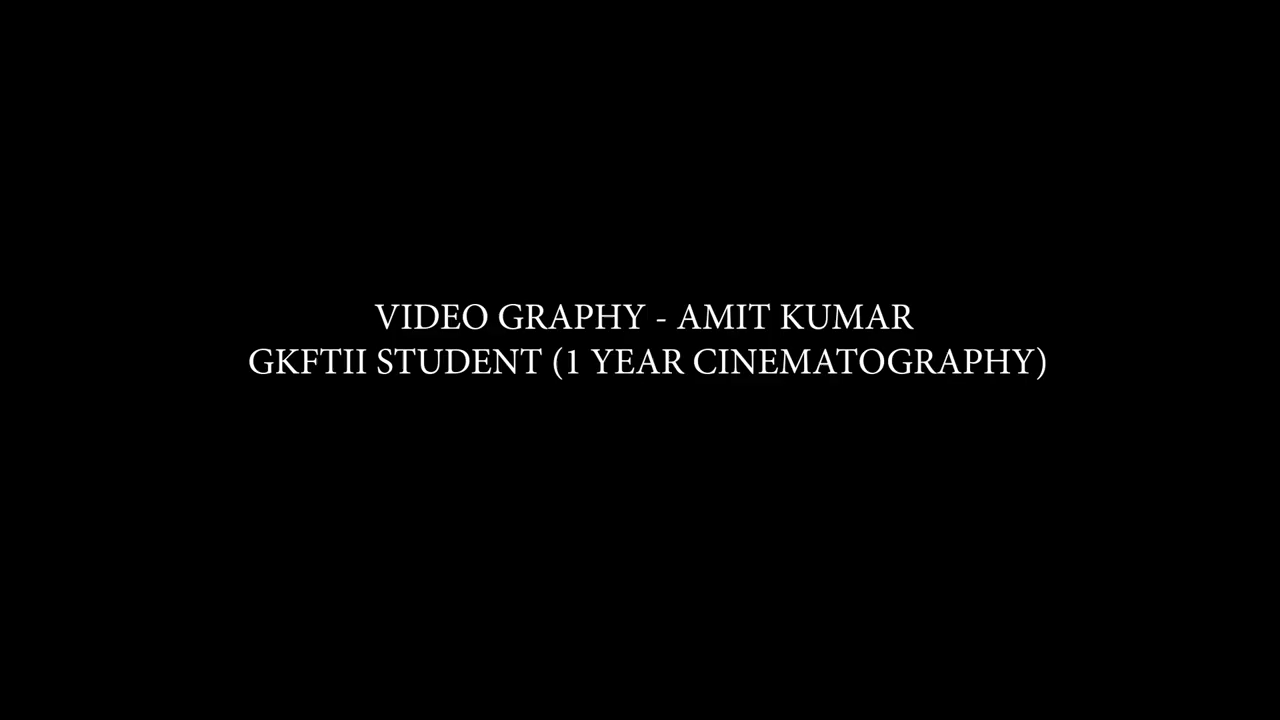 VIDEO GRAPHY - AMIT KUMAR
GKFTII STUDENT (1 YEAR CINEMATOGRAPHY)